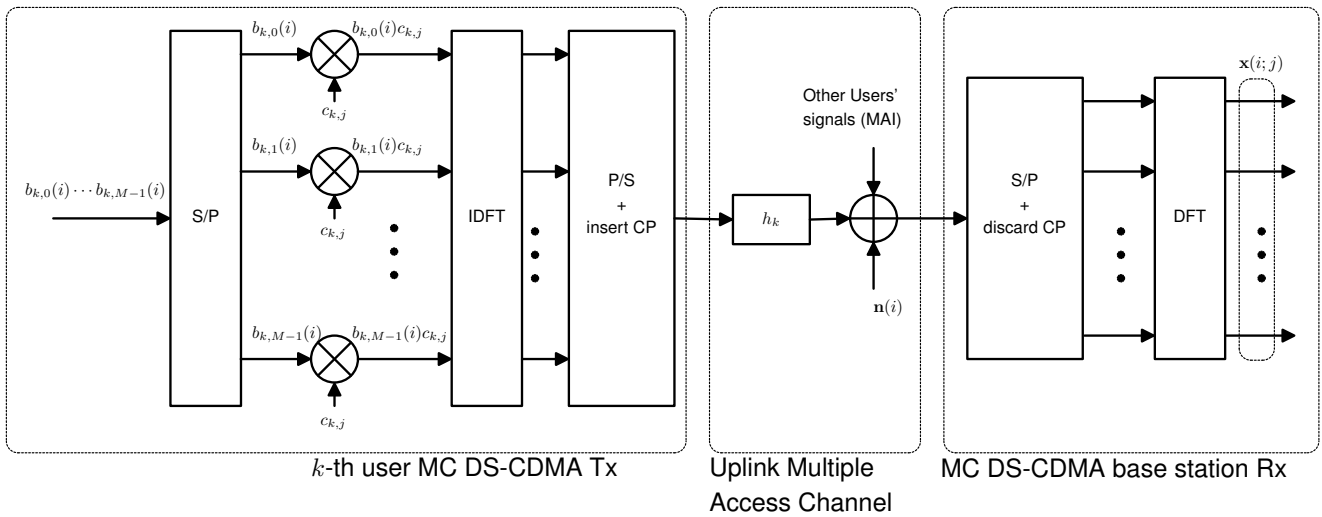 b_{k,0}(i) ⋯ b_{k,M−1}(i)
S/P
b_{k,0}(i)
b_{k,0}(i)c_{k,j}
c_{k,j}
b_{k,1}(i)
b_{k,1}(i)c_{k,j}
c_{k,j}
b_{k,M−1}(i)
b_{k,M−1}(i)c_{k,j}
c_{k,j}
IDFT
P/S
+
insert CP
k-th user MC DS-CDMA Tx
h_k
Other Users'
signals (MAI)
n(i)
Uplink Multiple
Access Channel
S/P
+
discard CP
DFT
x(i; j)
MC DS-CDMA base station Rx